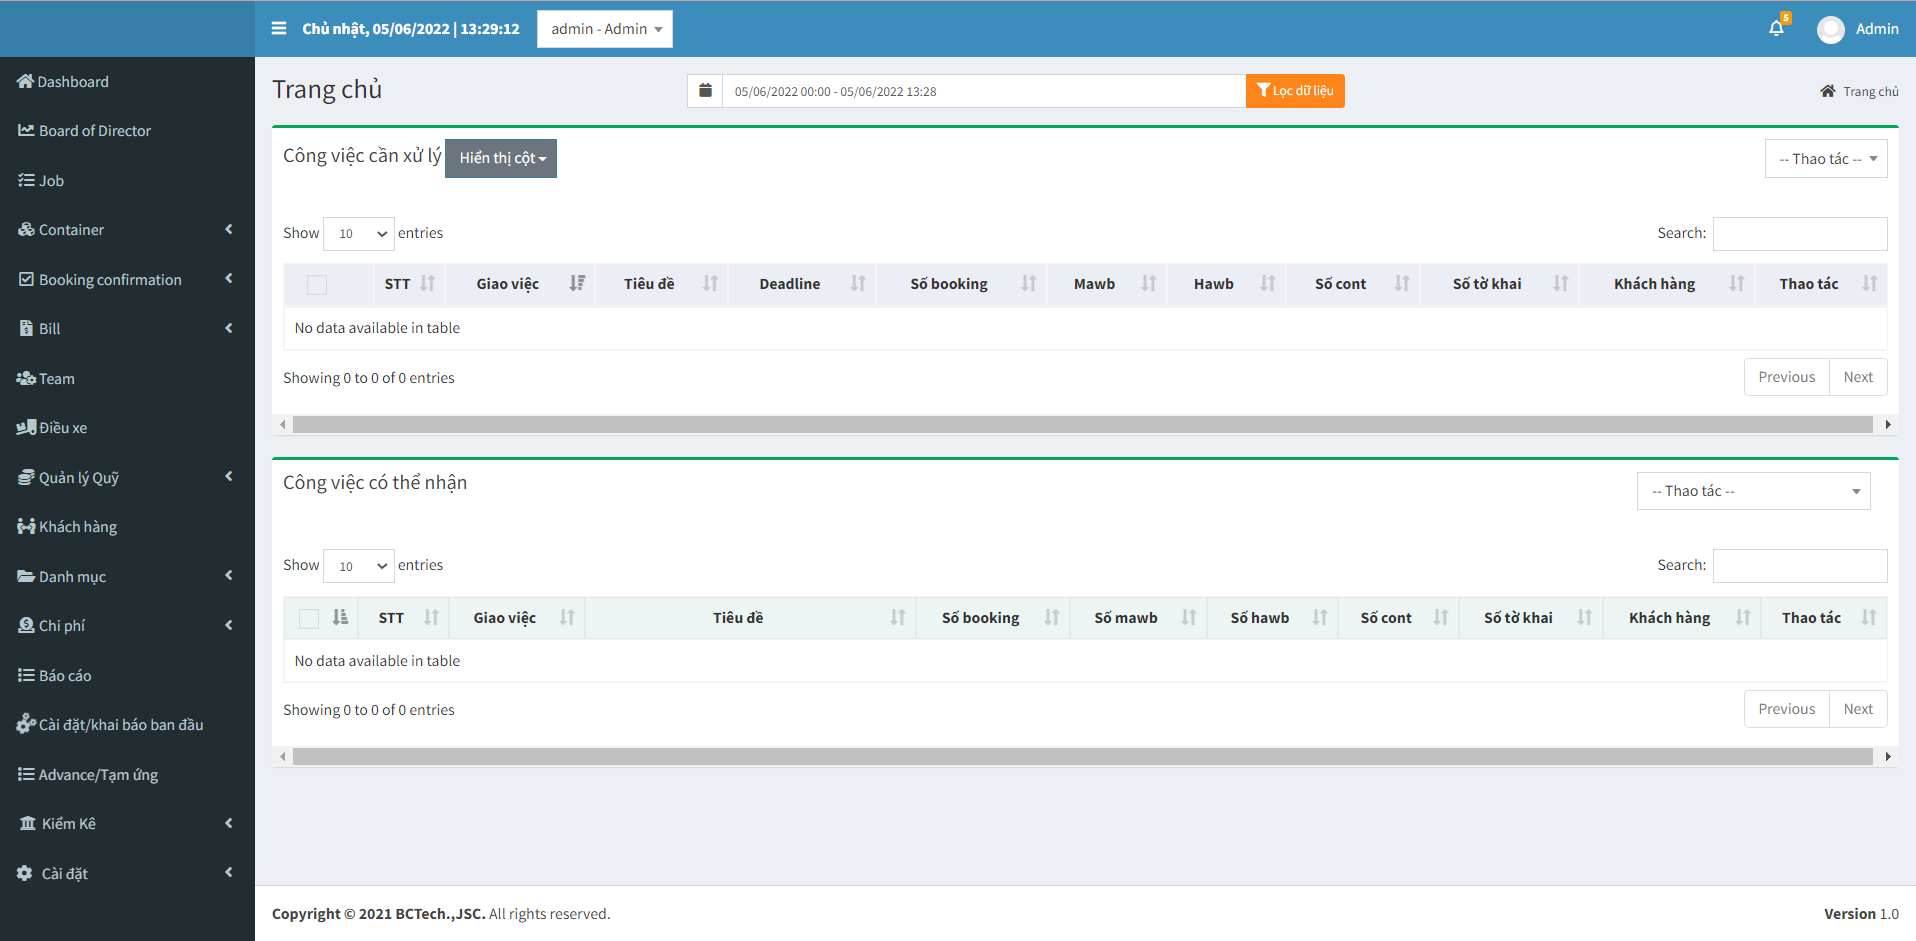 Chủ nhật, 05/06/2022 | 13:29:12
admin - Admin
5
Admin
Dashboard
Board of Director
Job
Container
Booking confirmation
Bill
Team
Điều xe
Quản lý Quỹ
Khách hàng
Danh mục
Chi phí
Báo cáo
Cài đặt/khai báo ban đầu
Advance/Tạm ứng
Kiểm Kê
Cài đặt
Trang chủ
05/06/2022 00:00 - 05/06/2022 13:28
Lọc dữ liệu
Trang chủ
Công việc cần xử lý
Hiển thị cột
-- Thao tác --
Show 10 entries
Search:
STT Giao việc Tiêu đề Deadline Số booking Mawb Hawb Số cont Số tờ khai Khách hàng Thao tác
No data available in table
Showing 0 to 0 of 0 entries
Previous Next
Công việc có thể nhận
-- Thao tác --
Show 10 entries
Search:
STT Giao việc Tiêu đề Số booking Số mawb Số hawb Số cont Số tờ khai Khách hàng Thao tác
No data available in table
Showing 0 to 0 of 0 entries
Previous Next
Copyright © 2021 BCTech.,JSC. All rights reserved.
Version 1.0